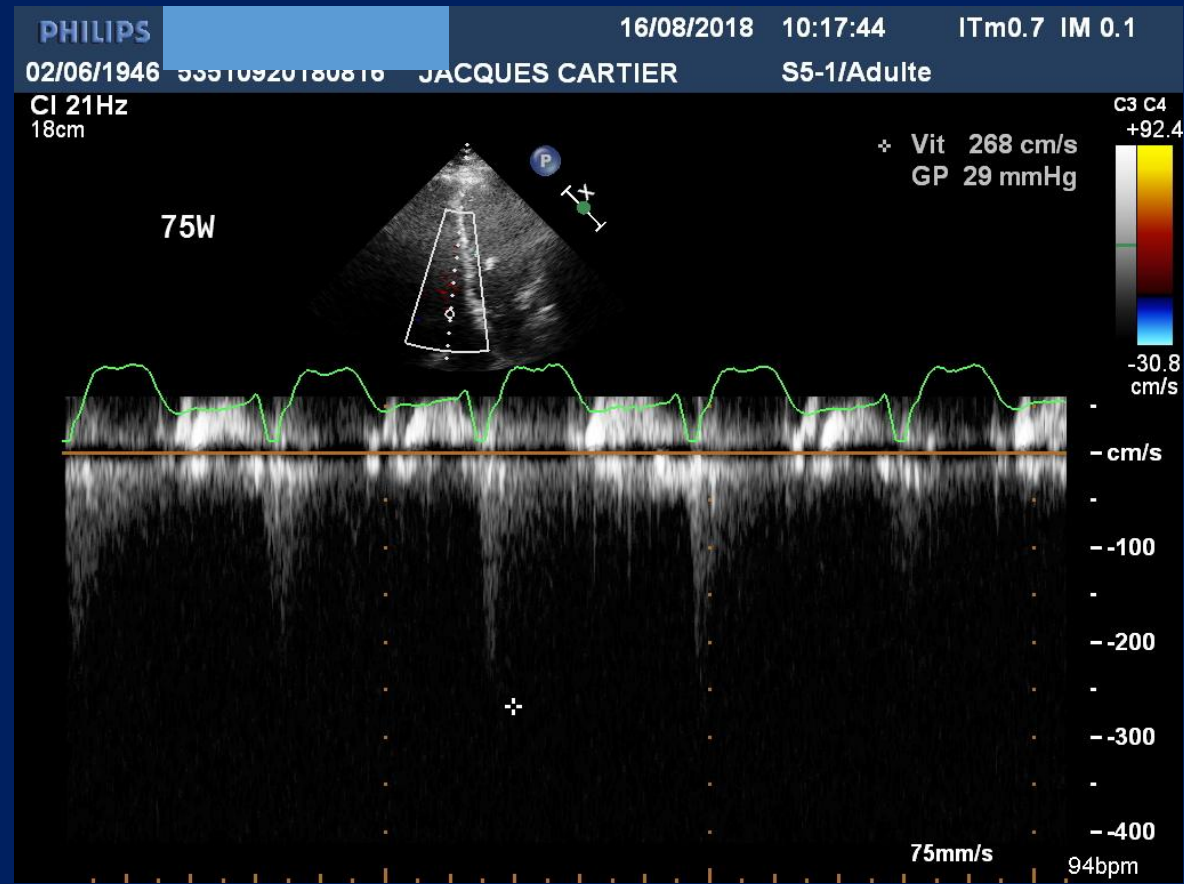 PHILIPS 16/08/2018 10:17:44 ITm0.7 IM 0.1
02/06/1946 53510920180816 JACQUES CARTIER S5-1/Adulte
CI 21Hz
18cm
C3 C4
+92.4
Vit 268 cm/s
GP 29 mmHg
P
X
75W
-30.8
cm/s
cm/s
-100
-200
-300
-400
75mm/s
94bpm